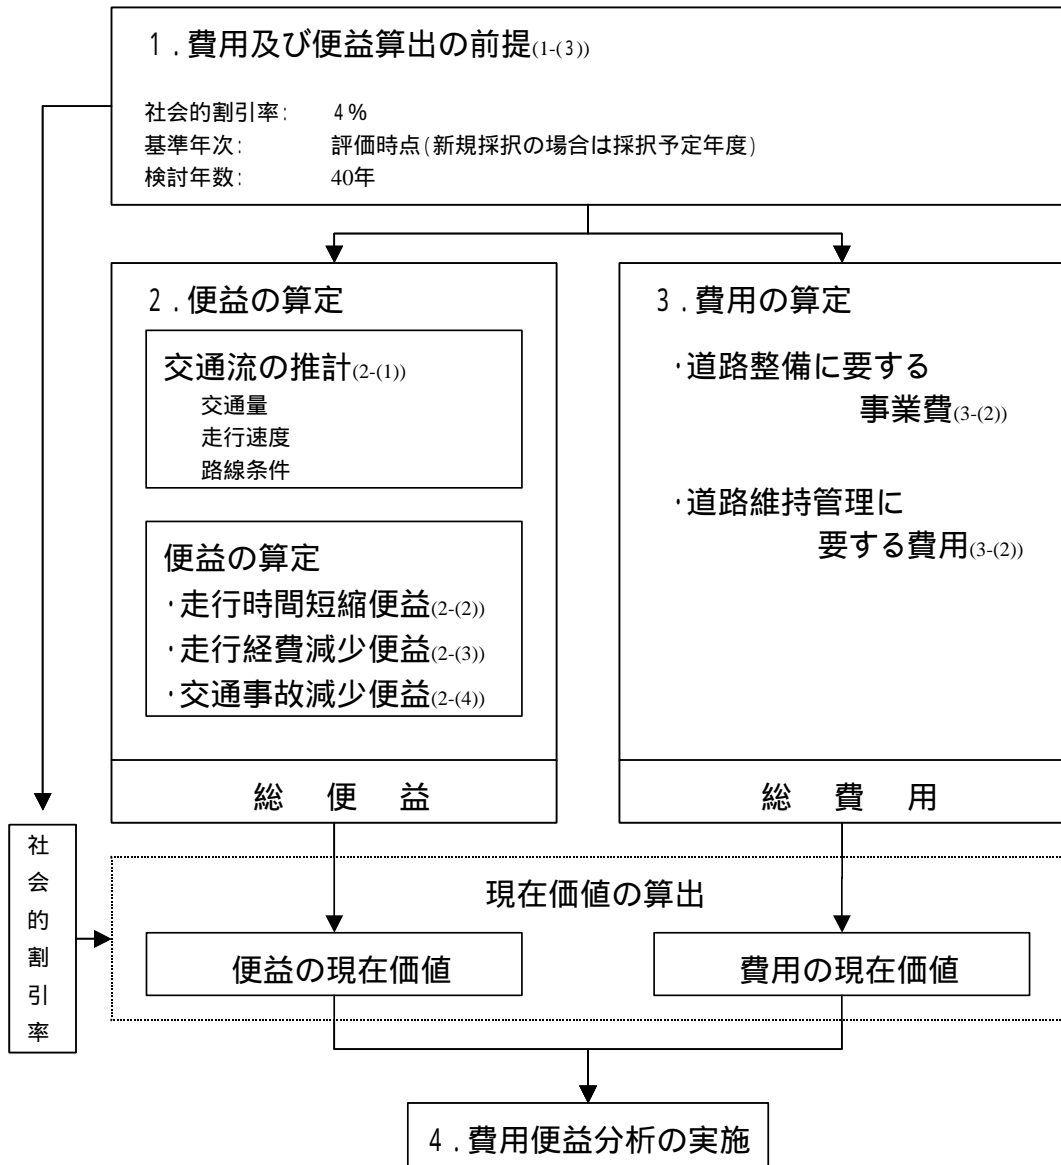 1.費用及び便益算出の前提(1-(3))
社会的割引率: 4%
基準年次: 評価時点(新規採択の場合は採択予定年度)
検討年数: 40年
2.便益の算定
交通流の推計(2-(1))
交通量
走行速度
路線条件
便益の算定
・走行時間短縮便益(2-(2))
・走行経費減少便益(2-(3))
・交通事故減少便益(2-(4))
総 便 益
3.費用の算定
・道路整備に要する
事業費(3-(2))
・道路維持管理に
要する費用(3-(2))
総 費 用
社会的割引率
現在価値の算出
便益の現在価値
費用の現在価値
4.費用便益分析の実施